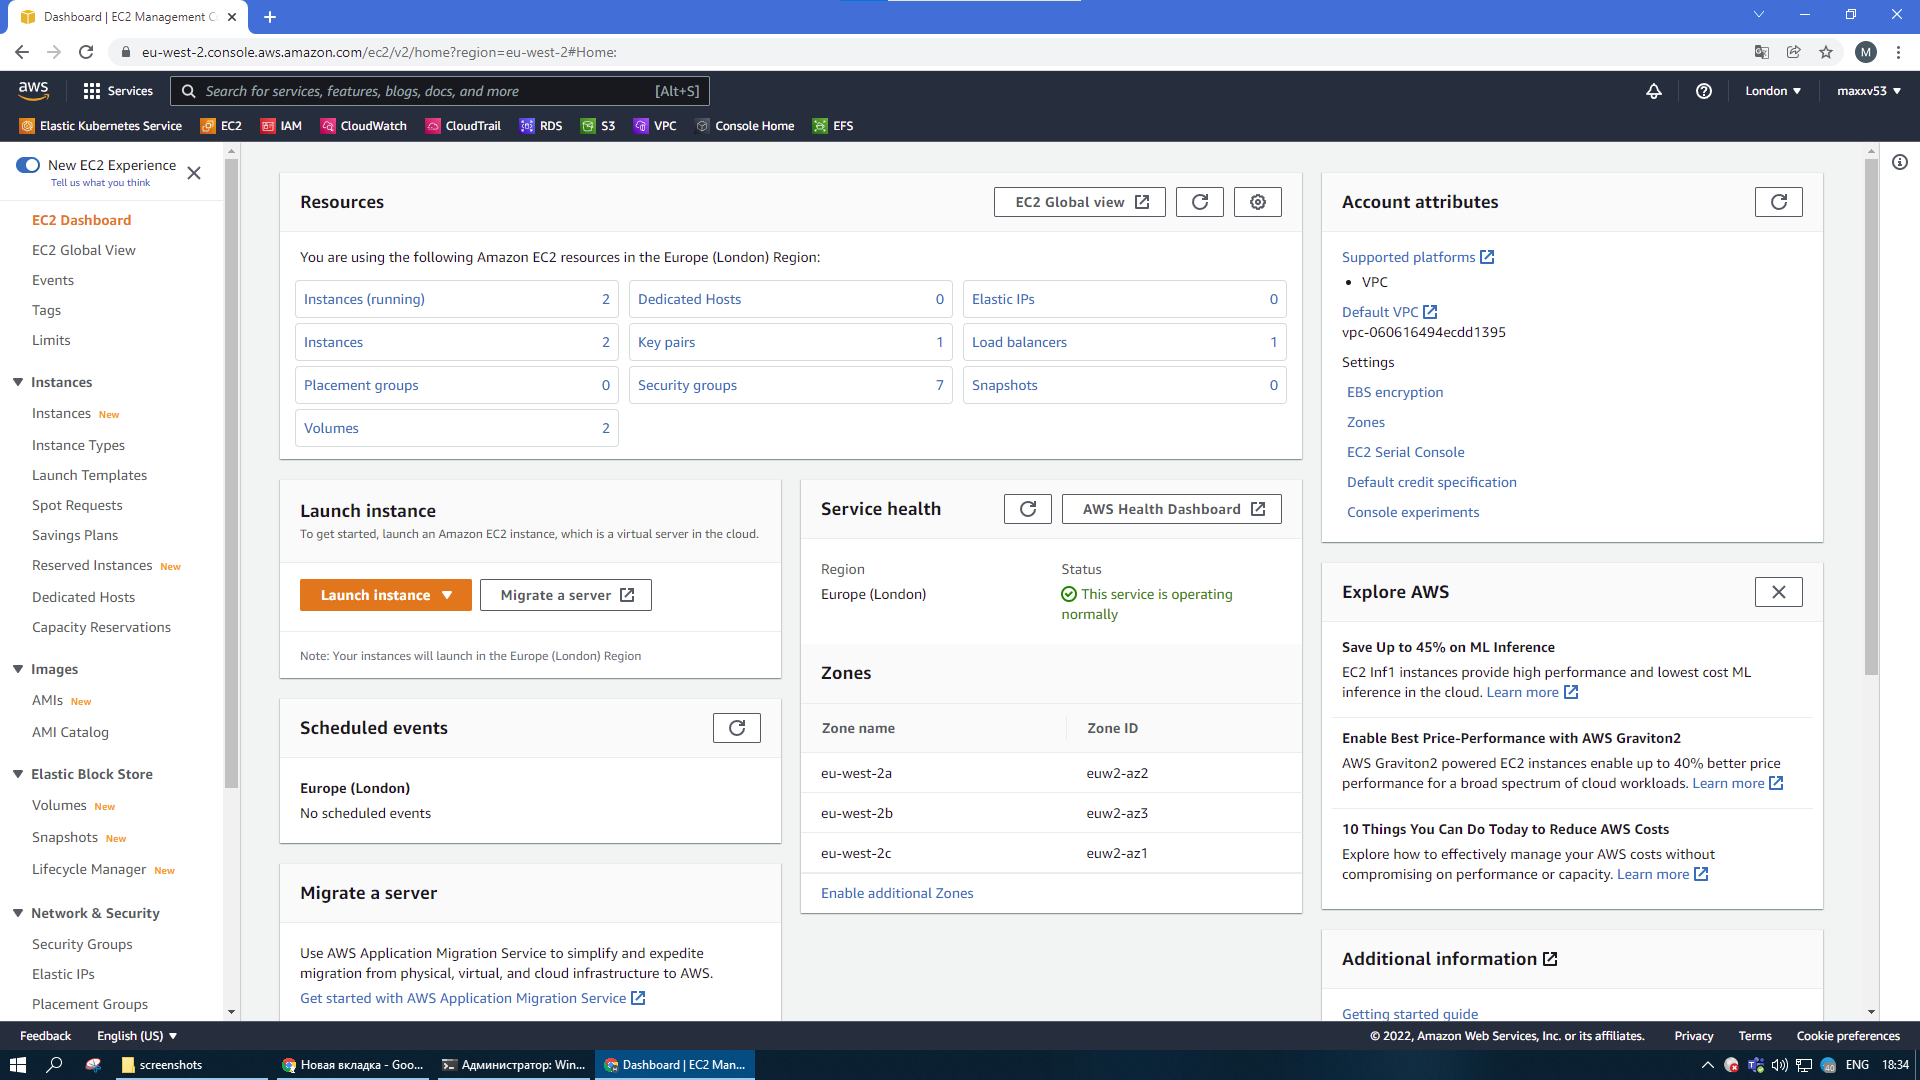 Dashboard | EC2 Management Co
eu-west-2.console.aws.amazon.com/ec2/v2/home?region=eu-west-2#Home:
M
aws
Services
Search for services, features, blogs, docs, and more
[Alt+S]
London
maxxv53
Elastic Kubernetes Service
EC2
IAM
CloudWatch
CloudTrail
RDS
S3
VPC
Console Home
EFS
New EC2 Experience
Tell us what you think
EC2 Dashboard
EC2 Global View
Events
Tags
Limits
Instances
Instances New
Instance Types
Launch Templates
Spot Requests
Savings Plans
Reserved Instances New
Dedicated Hosts
Capacity Reservations
Images
AMIs New
AMI Catalog
Elastic Block Store
Volumes New
Snapshots New
Lifecycle Manager New
Network & Security
Security Groups
Elastic IPs
Placement Groups
Resources
EC2 Global view
You are using the following Amazon EC2 resources in the Europe (London) Region:
Instances (running) 2
Dedicated Hosts 0
Elastic IPs 0
Instances 2
Key pairs 1
Load balancers 1
Placement groups 0
Security groups 7
Snapshots 0
Volumes 2
Launch instance
To get started, launch an Amazon EC2 instance, which is a virtual server in the cloud.
Launch instance
Migrate a server
Note: Your instances will launch in the Europe (London) Region
Scheduled events
Europe (London)
No scheduled events
Migrate a server
Use AWS Application Migration Service to simplify and expedite
migration from physical, virtual, and cloud infrastructure to AWS.
Get started with AWS Application Migration Service
Service health
AWS Health Dashboard
Region
Status
Europe (London)
This service is operating
normally
Zones
Zone name
Zone ID
eu-west-2a
euw2-az2
eu-west-2b
euw2-az3
eu-west-2c
euw2-az1
Enable additional Zones
Account attributes
Supported platforms
VPC
Default VPC
vpc-060616494ecdd1395
Settings
EBS encryption
Zones
EC2 Serial Console
Default credit specification
Console experiments
Explore AWS
Save Up to 45% on ML Inference
EC2 Inf1 instances provide high performance and lowest cost ML
inference in the cloud. Learn more
Enable Best Price-Performance with AWS Graviton2
AWS Graviton2 powered EC2 instances enable up to 40% better price
performance for a broad spectrum of cloud workloads. Learn more
10 Things You Can Do Today to Reduce AWS Costs
Explore how to effectively manage your AWS costs without
compromising on performance or capacity. Learn more
Additional information
Getting started guide
Feedback
English (US)
© 2022, Amazon Web Services, Inc. or its affiliates.
Privacy
Terms
Cookie preferences
screenshots
Новая вкладка - Goo...
Администратор: Win...
Dashboard | EC2 Man...
40
ENG
18:34